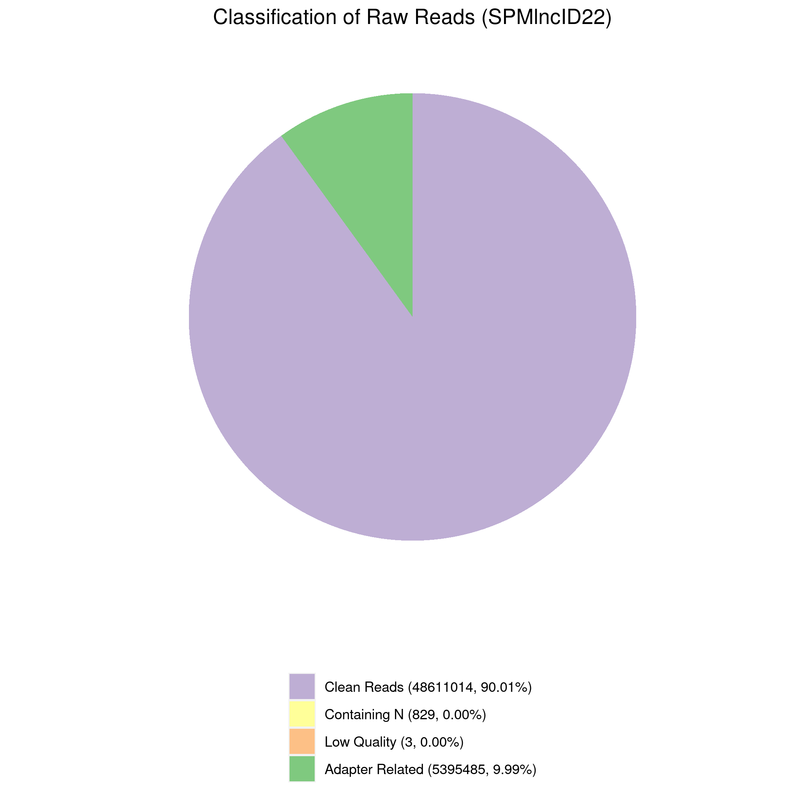 Classification of Raw Reads (SPMlncID22)
Clean Reads (48611014, 90.01%)
Containing N (829, 0.00%)
Low Quality (3, 0.00%)
Adapter Related (5395485, 9.99%)